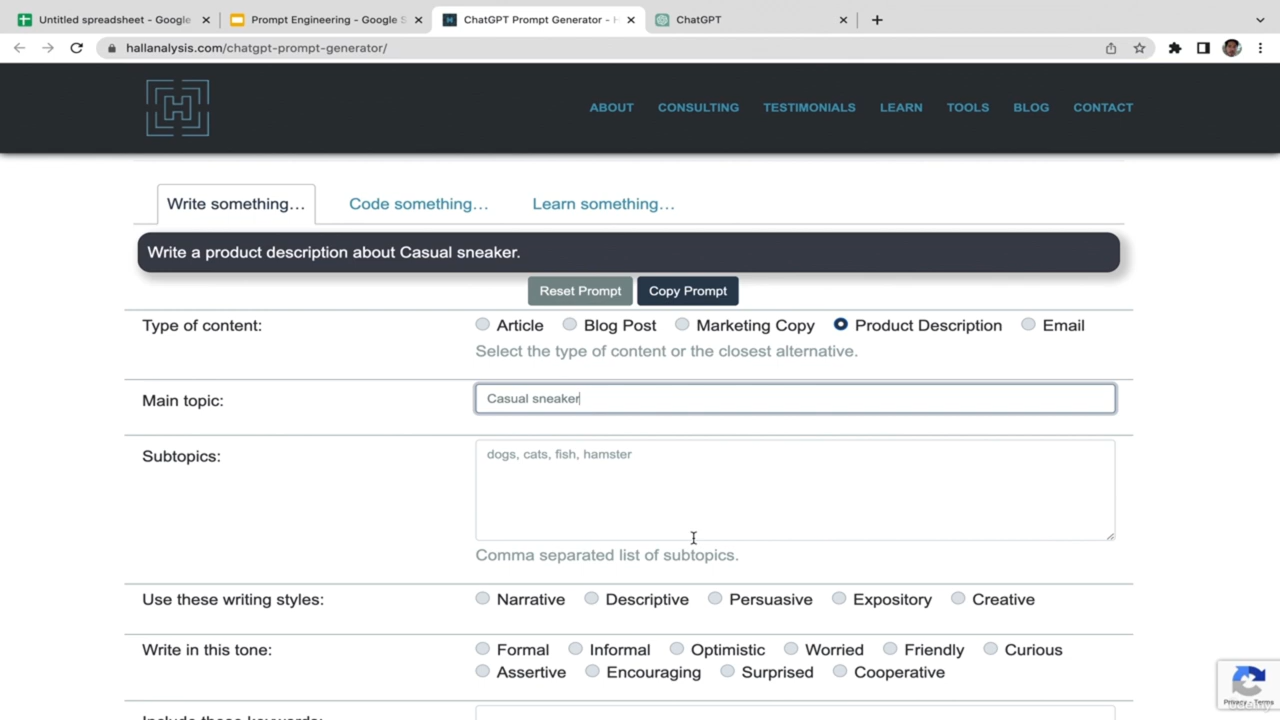 Untitled spreadsheet - Google
Prompt Engineering - Google S
ChatGPT Prompt Generator -
ChatGPT
hallanalysis.com/chatgpt-prompt-generator/
H
ABOUT CONSULTING TESTIMONIALS LEARN TOOLS BLOG CONTACT
Write something... Code something... Learn something...
Write a product description about Casual sneaker.
Reset Prompt Copy Prompt
Type of content: Article Blog Post Marketing Copy Product Description Email
Select the type of content or the closest alternative.
Main topic: Casual sneaker
Subtopics: dogs, cats, fish, hamster
Comma separated list of subtopics.
Use these writing styles: Narrative Descriptive Persuasive Expository Creative
Write in this tone: Formal Informal Optimistic Worried Friendly Curious
Assertive Encouraging Surprised Cooperative
Include these keywords:
Privacy - Terms